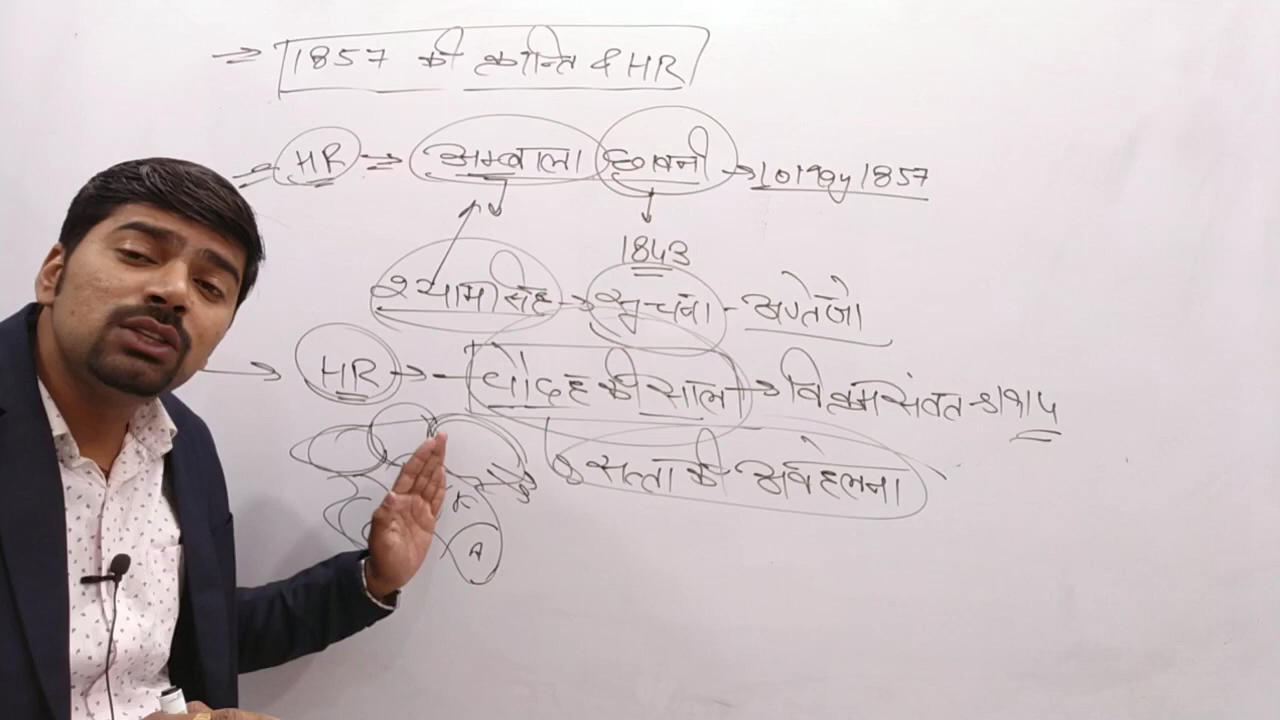 ⇒ 1857 की क्रान्ति & HR
HR ⇒ अम्बाला छावनी → 10 May 1857
1843
श्यामसिंह → सूचना - अंग्रेजो
→ HR → चौदह की साल → विक्रमसंवत - 1914
सत्ता की अवहेलना